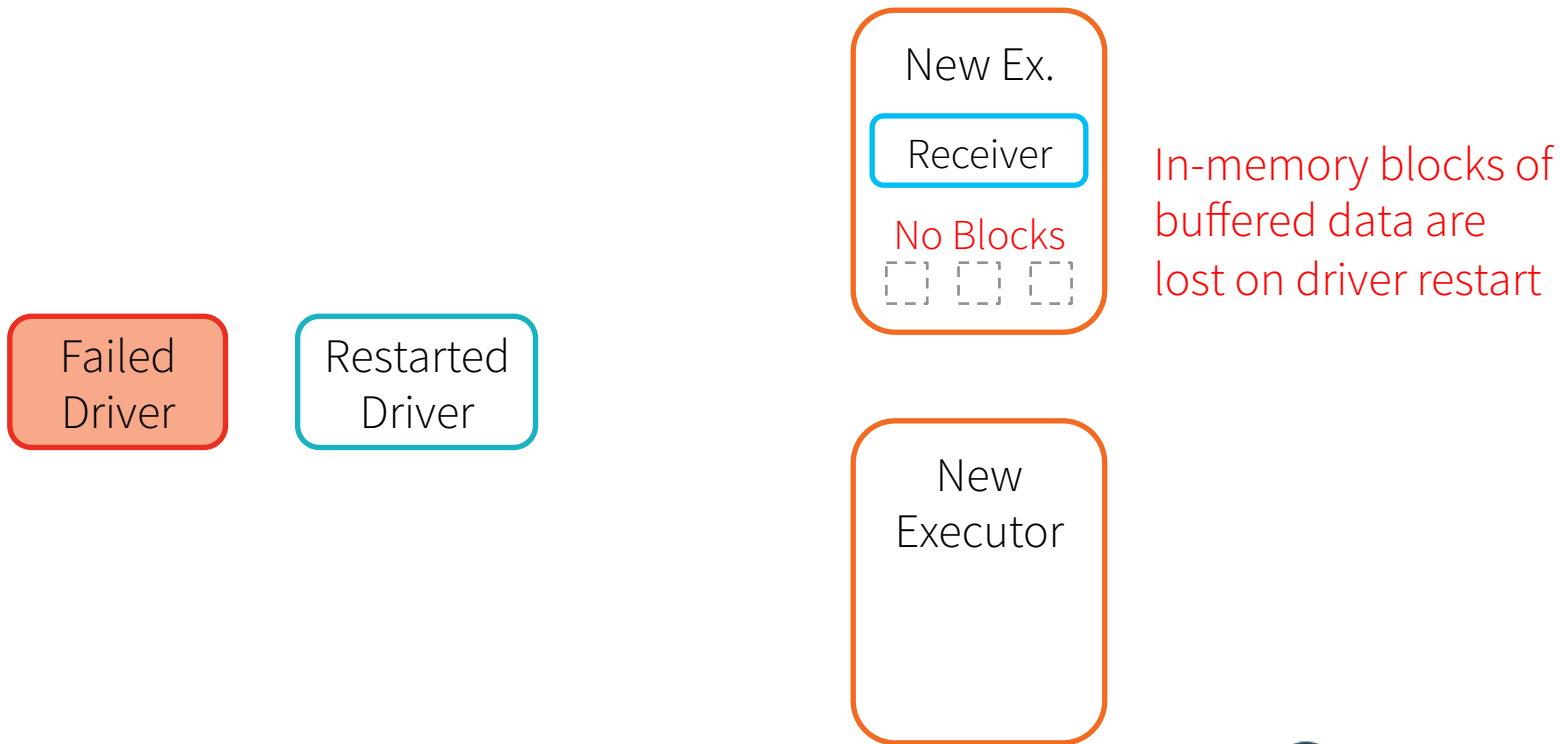 New Ex.
Receiver
No Blocks
In-memory blocks of
buffered data are
lost on driver restart
Failed
Driver
Restarted
Driver
New
Executor